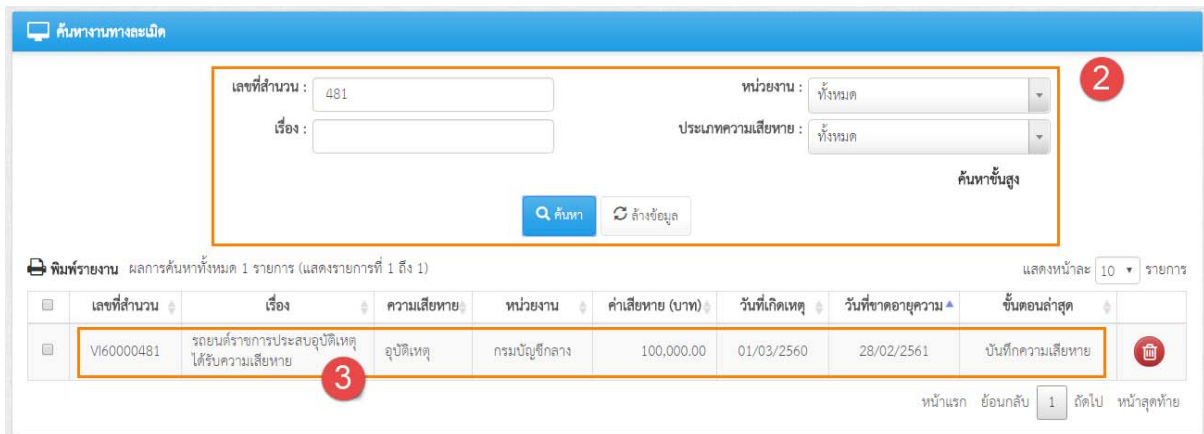 ค้นหางานทางละเมิด
2
เลขที่สำนวน : 481 หน่วยงาน : ทั้งหมด
เรื่อง : ประเภทความเสียหาย : ทั้งหมด
ค้นหาขั้นสูง
ค้นหา ล้างข้อมูล
พิมพ์รายงาน ผลการค้นหาทั้งหมด 1 รายการ (แสดงรายการที่ 1 ถึง 1) แสดงหน้าละ 10 รายการ
เลขที่สำนวน เรื่อง ความเสียหาย หน่วยงาน ค่าเสียหาย (บาท) วันที่เกิดเหตุ วันที่ขาดอายุความ ขั้นตอนล่าสุด
VI60000481 รถยนต์ราชการประสบอุบัติเหตุ อุบัติเหตุ กรมบัญชีกลาง 100,000.00 01/03/2560 28/02/2561 บันทึกความเสียหาย
ได้รับความเสียหาย
3
หน้าแรก ย้อนกลับ 1 ถัดไป หน้าสุดท้าย